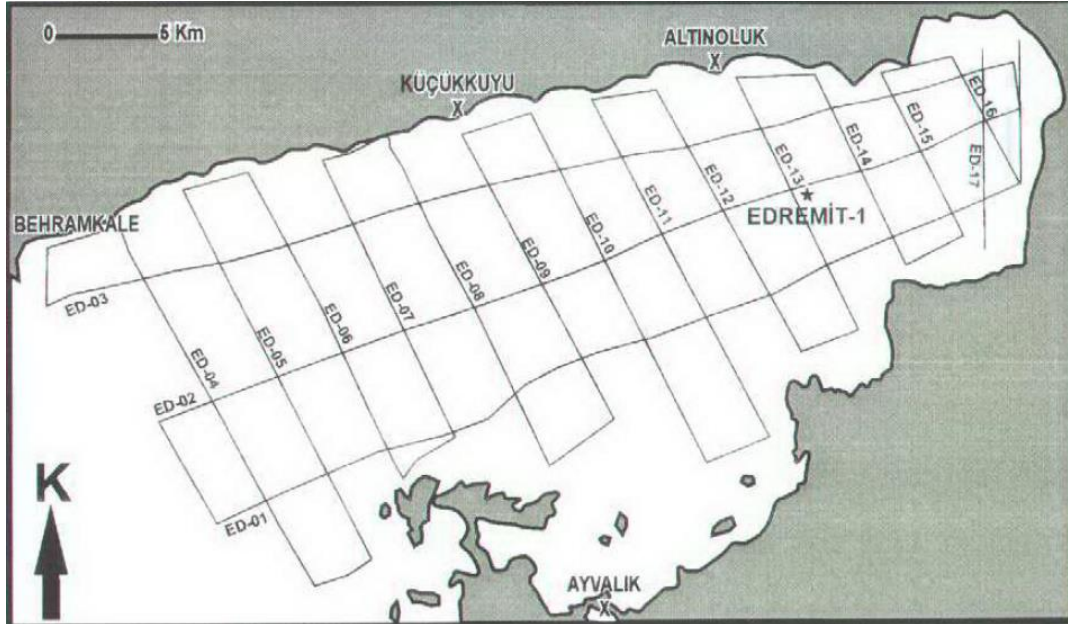 0 5 Km
ALTINOLUK
X
KÜÇÜKKUYU
X
BEHRAMKALE
ED-03
ED-04
ED-05
ED-06
ED-07
ED-08
ED-09
ED-10
ED-11
ED-12
ED-13
ED-14
ED-15
ED-16
ED-17
EDREMİT-1
ED-02
ED-01
K
AYVALIK
X